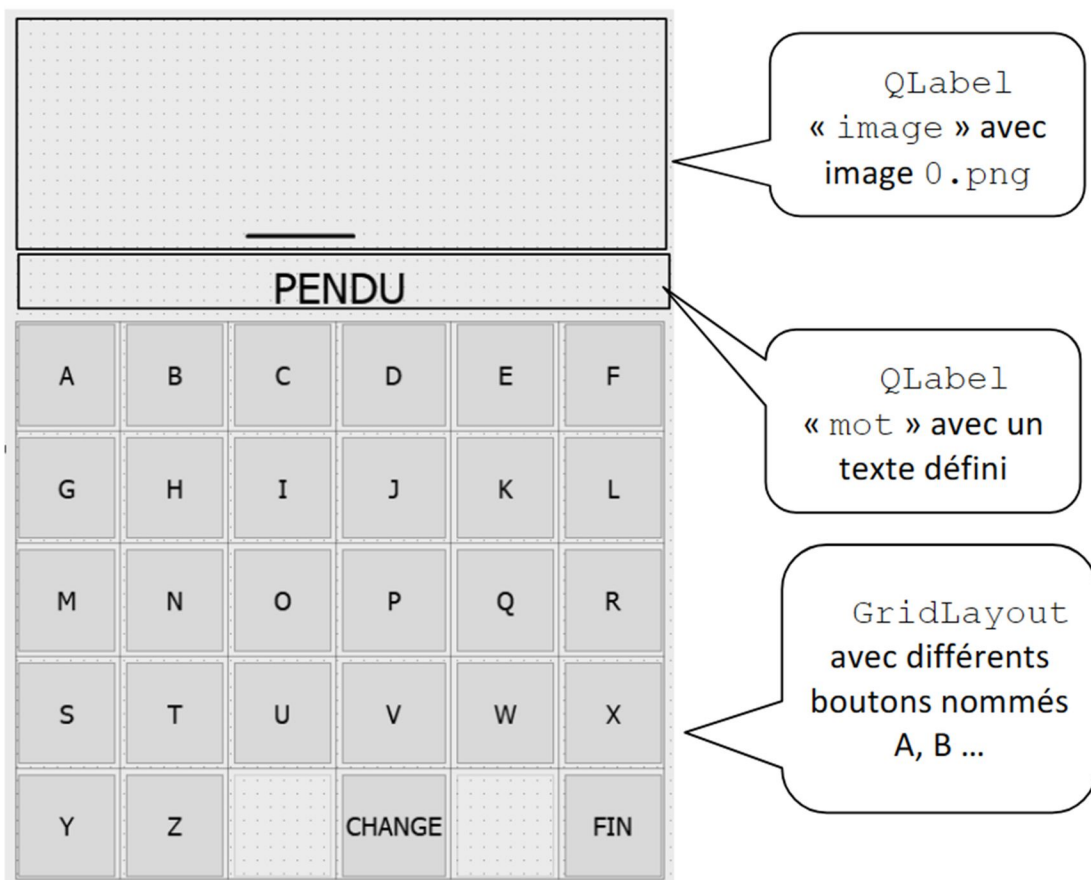 QLabel
« image » avec
image 0.png
PENDU
QLabel
« mot » avec un
texte défini
A B C D E F
G H I J K L
M N O P Q R
S T U V W X
Y Z CHANGE FIN
GridLayout
avec différents
boutons nommés
A, B ...